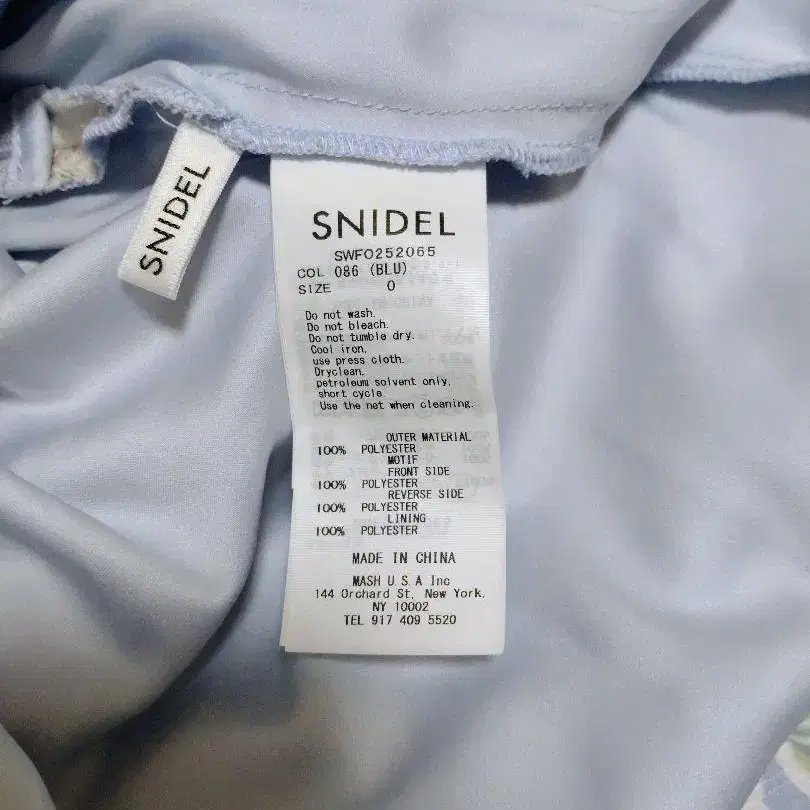 SNIDEL
SNIDEL
SWFO252065
COL 086 (BLU)
SIZE 0
Do not wash.
Do not bleach.
Do not tumble dry.
Cool iron,
use press cloth.
Dryclean,
petroleum solvent only,
short cycle.
Use the net when cleaning.
OUTER MATERIAL
100% POLYESTER
MOTIF
FRONT SIDE
100% POLYESTER
REVERSE SIDE
100% POLYESTER
LINING
100% POLYESTER
MADE IN CHINA
MASH U.S.A Inc
144 Orchard St. New York.
NY 10002
TEL 917 409 5520